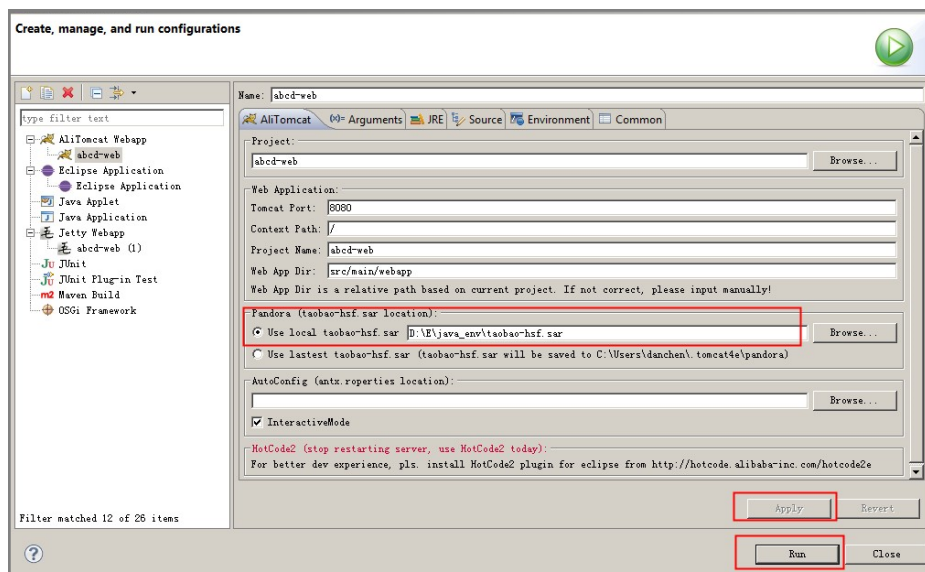 Create, manage, and run configurations
type filter text
AliTomcat Webapp
abcd-web
Eclipse Application
Eclipse Application
Java Applet
Java Application
Jetty Webapp
abcd-web (1)
JUnit
JUnit Plug-in Test
Maven Build
OSGi Framework
Filter matched 12 of 26 items
Name: abcd-web
AliTomcat Arguments JRE Source Environment Common
Project:
abcd-web Browse...
Web Application:
Tomcat Port: 8080
Context Path: /
Project Name: abcd-web
Web App Dir: src/main/webapp
Web App Dir is a relative path based on current project. If not correct, please input manually!
Pandora (taobao-hsf.sar location):
Use local taobao-hsf.sar D:\E\java_env\taobao-hsf.sar Browse...
Use lastest taobao-hsf.sar (taobao-hsf.sar will be saved to C:\Users\danchen\.tomcat4e\pandora)
AutoConfig (antx.roperties location):
Browse...
InteractiveMode
HotCode2 (stop restarting server, use HotCode2 today):
For better dev experience, pls. install HotCode2 plugin for eclipse from http://hotcode.alibaba-inc.com/hotcode2e
Apply Revert
Run Close